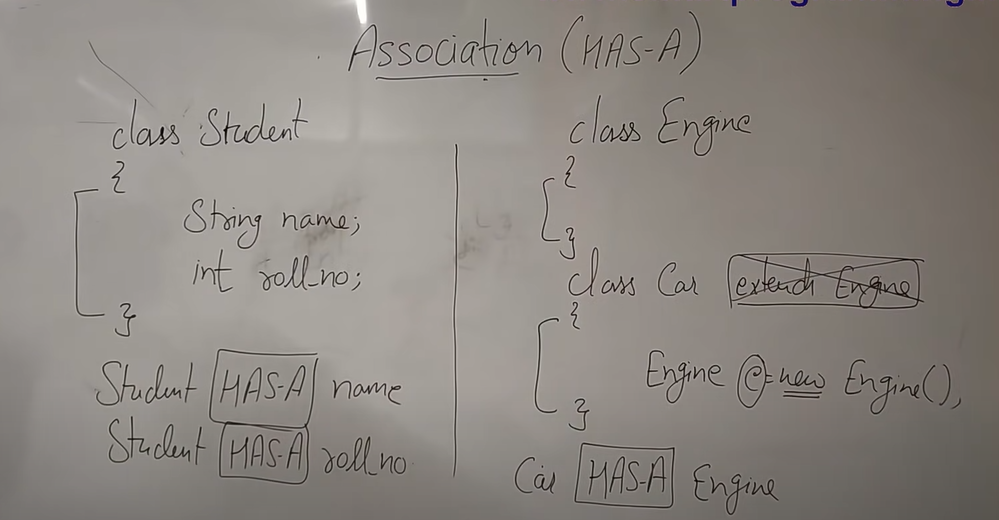 Association (HAS-A)
class Student
{
String name;
int roll_no;
}
Student HAS-A name
Student HAS-A roll_no
class Engine
{
}
class Car extends Engine
{
Engine e = new Engine();
}
Car HAS-A Engine